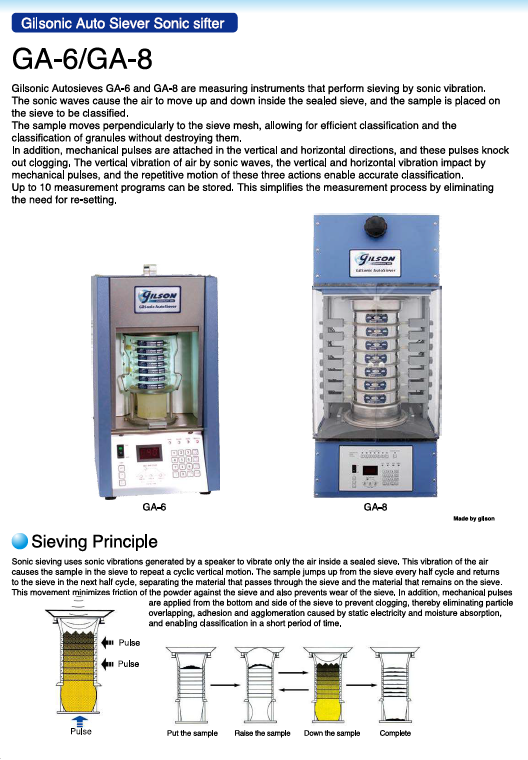 Gilsonic Auto Siever Sonic sifter
GA-6/GA-8
Gilsonic Autosieves GA-6 and GA-8 are measuring instruments that perform sieving by sonic vibration.
The sonic waves cause the air to move up and down inside the sealed sieve, and the sample is placed on
the sieve to be classified.
The sample moves perpendicularly to the sieve mesh, allowing for efficient classification and the
classification of granules without destroying them.
In addition, mechanical pulses are attached in the vertical and horizontal directions, and these pulses knock
out clogging. The vertical vibration of air by sonic waves, the vertical and horizontal vibration impact by
mechanical pulses, and the repetitive motion of these three actions enable accurate classification.
Up to 10 measurement programs can be stored. This simplifies the measurement process by eliminating
the need for re-setting.
GILSON
GilSonic AutoSiever
GILSON
GilSonic AutoSiever
GA-6
GA-8
Made by gilson
Sieving Principle
Sonic sieving uses sonic vibrations generated by a speaker to vibrate only the air inside a sealed sieve. This vibration of the air
causes the sample in the sieve to repeat a cyclic vertical motion. The sample jumps up from the sieve every half cycle and returns
to the sieve in the next half cycle, separating the material that passes through the sieve and the material that remains on the sieve.
This movement minimizes friction of the powder against the sieve and also prevents wear of the sieve. In addition, mechanical pulses
are applied from the bottom and side of the sieve to prevent clogging, thereby eliminating particle
overlapping, adhesion and agglomeration caused by static electricity and moisture absorption,
and enabling classification in a short period of time.
Pulse
Pulse
Pulse
Put the sample
Raise the sample
Down the sample
Complete